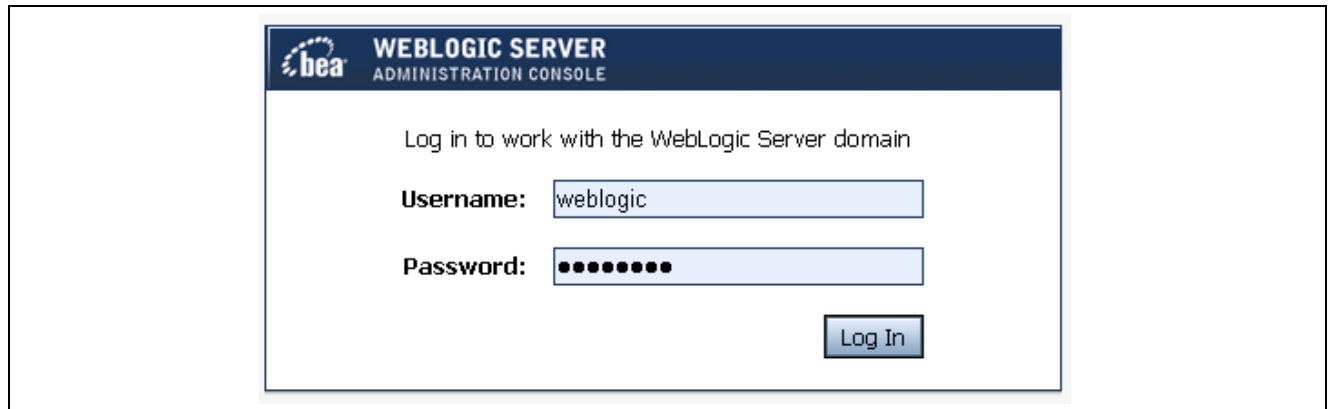 bea
WEBLOGIC SERVER
ADMINISTRATION CONSOLE
Log in to work with the WebLogic Server domain
Username: weblogic
Password: ●●●●●●●●
Log In